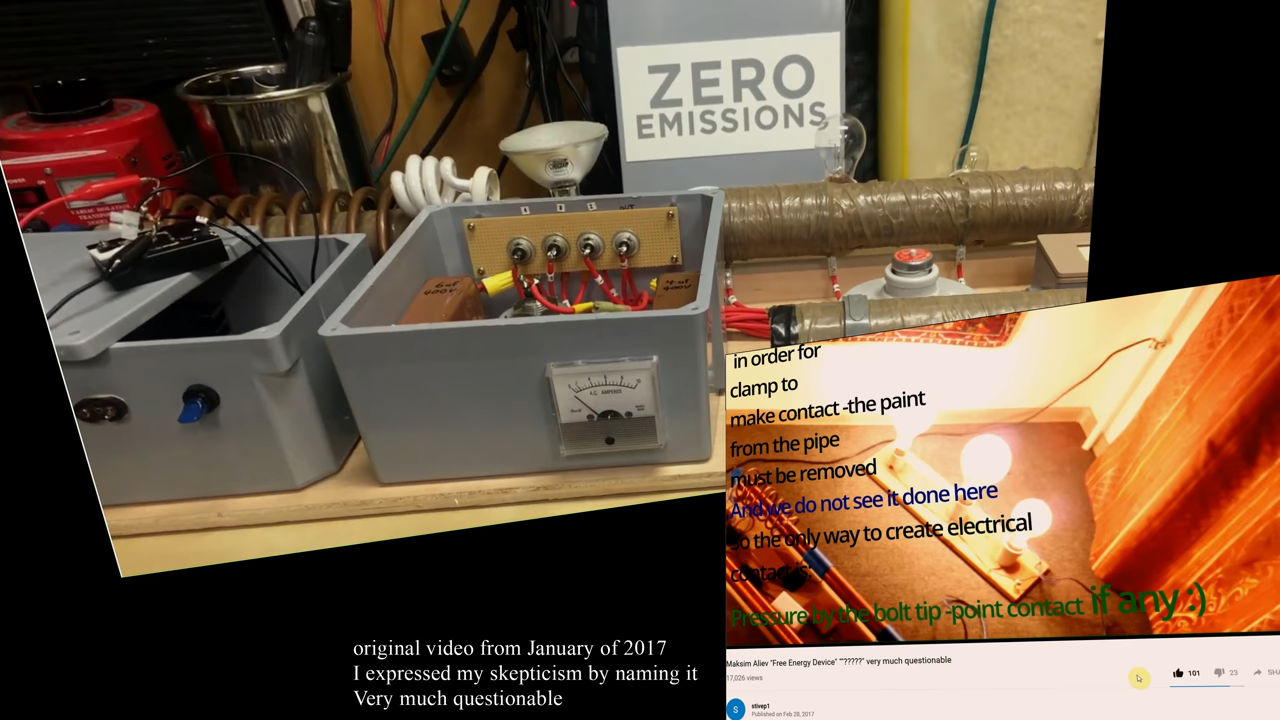 ZERO
EMISSIONS
6uf
400V
4uf
400V
A.C. AMPERES
in order for
clamp to
make contact -the paint
from the pipe
must be removed
And we do not see it done here
so the only way to create electrical
contact is:
Pressure by the bolt tip -point contact if any :)
original video from January of 2017
I expressed my skepticism by naming it
Very much questionable
Maksim Aliev "Free Energy Device" ""?????" very much questionable
17,026 views
101
23
S
stivep1
Published on Feb 28, 2017